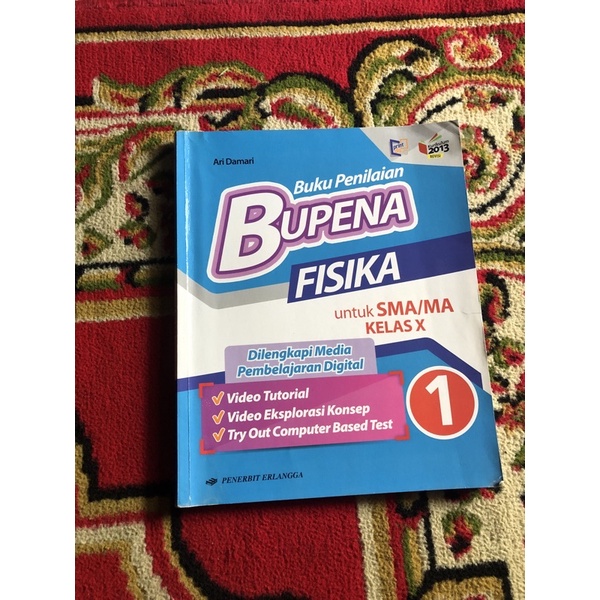 Ari Damari
2013
Buku Penilaian
BUPENA
FISIKA
untuk SMA/MA
KELAS X
Dilengkapi Media
Pembelajaran Digital
Video Tutorial
Video Eksplorasi Konsep
Try Out Computer Based Test
1
PENERBIT ERLANGGA